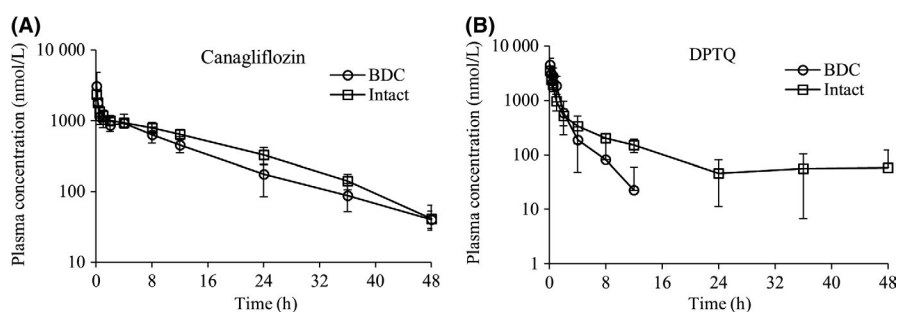 (A)
Canagliflozin
BDC
Intact
Plasma concentration (nmol/L)
10 000
1000
100
10
0 8 16 24 32 40 48
Time (h)
(B)
DPTQ
BDC
Intact
Plasma concentration (nmol/L)
10 000
1000
100
10
1
0 8 16 24 32 40 48
Time (h)